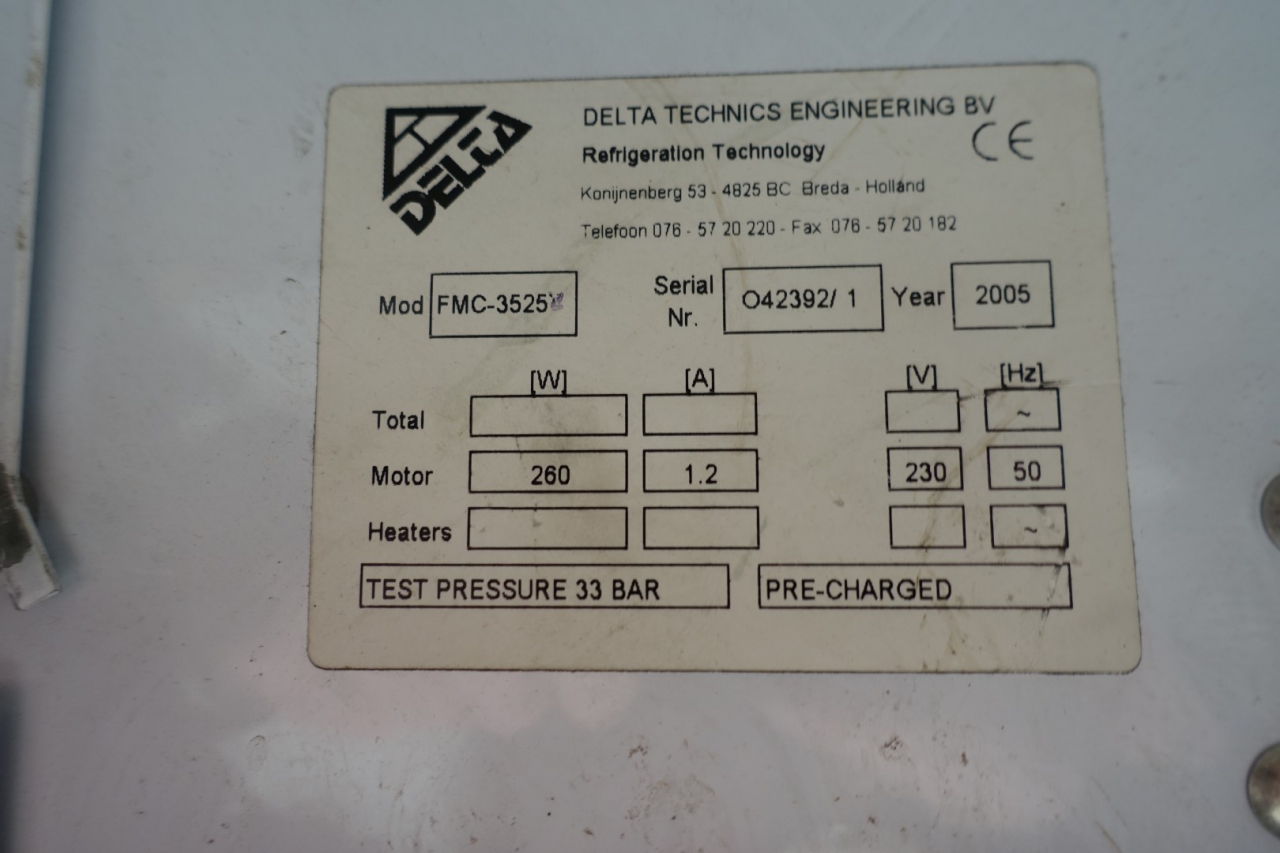 DELTA
DELTA TECHNICS ENGINEERING BV
Refrigeration Technology
CE
Konijnenberg 53 - 4825 BC Breda - Holland
Telefoon 076 - 57 20 220 - Fax 076 - 57 20 182
Mod FMC-3525 Serial Nr. O42392/ 1 Year 2005
[W] [A] [V] [Hz]
Total ~
Motor 260 1.2 230 50
Heaters ~
TEST PRESSURE 33 BAR PRE-CHARGED